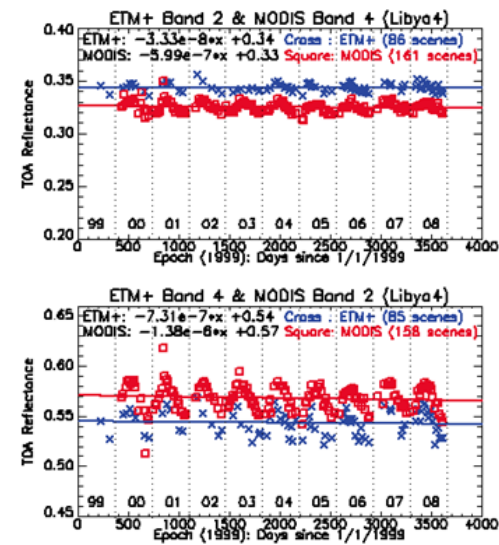 ETM+ Band 2 & MODIS Band 4 (Libya4)
0.40
ETM+: -3.33e-8*x +0.34 Cross : ETM+ (86 scenes)
MODIS: -5.99e-7*x +0.33 Square: MODIS (161 scenes)
0.35
0.30
0.25
0.20
TOA Reflectance
99 00 01 02 03 04 05 06 07 08
0 500 1000 1500 2000 2500 3000 3500 4000
Epoch (1999): Days since 1/1/1999
ETM+ Band 4 & MODIS Band 2 (Libya4)
0.65
ETM+: -7.31e-7*x +0.54 Cross : ETM+ (85 scenes)
MODIS: -1.38e-6*x +0.57 Square: MODIS (158 scenes)
0.60
0.55
0.50
0.45
TOA Reflectance
99 00 01 02 03 04 05 06 07 08
0 500 1000 1500 2000 2500 3000 3500 4000
Epoch (1999): Days since 1/1/1999